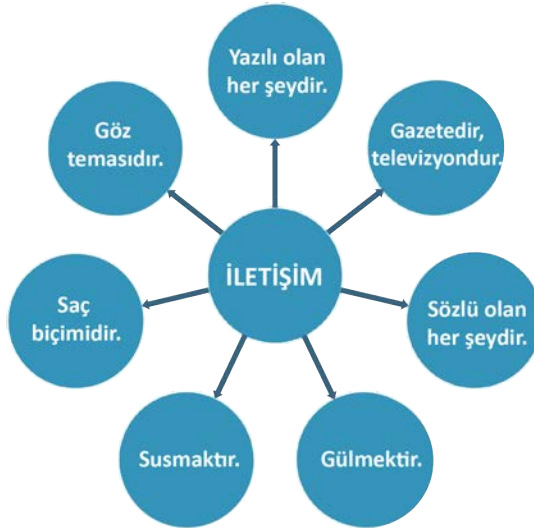 Yazılı olan
her şeydir.
Göz
temasıdır.
Gazetedir,
televizyondur.
İLETİŞİM
Saç
biçimidir.
Sözlü olan
her şeydir.
Susmaktır.
Gülmektir.